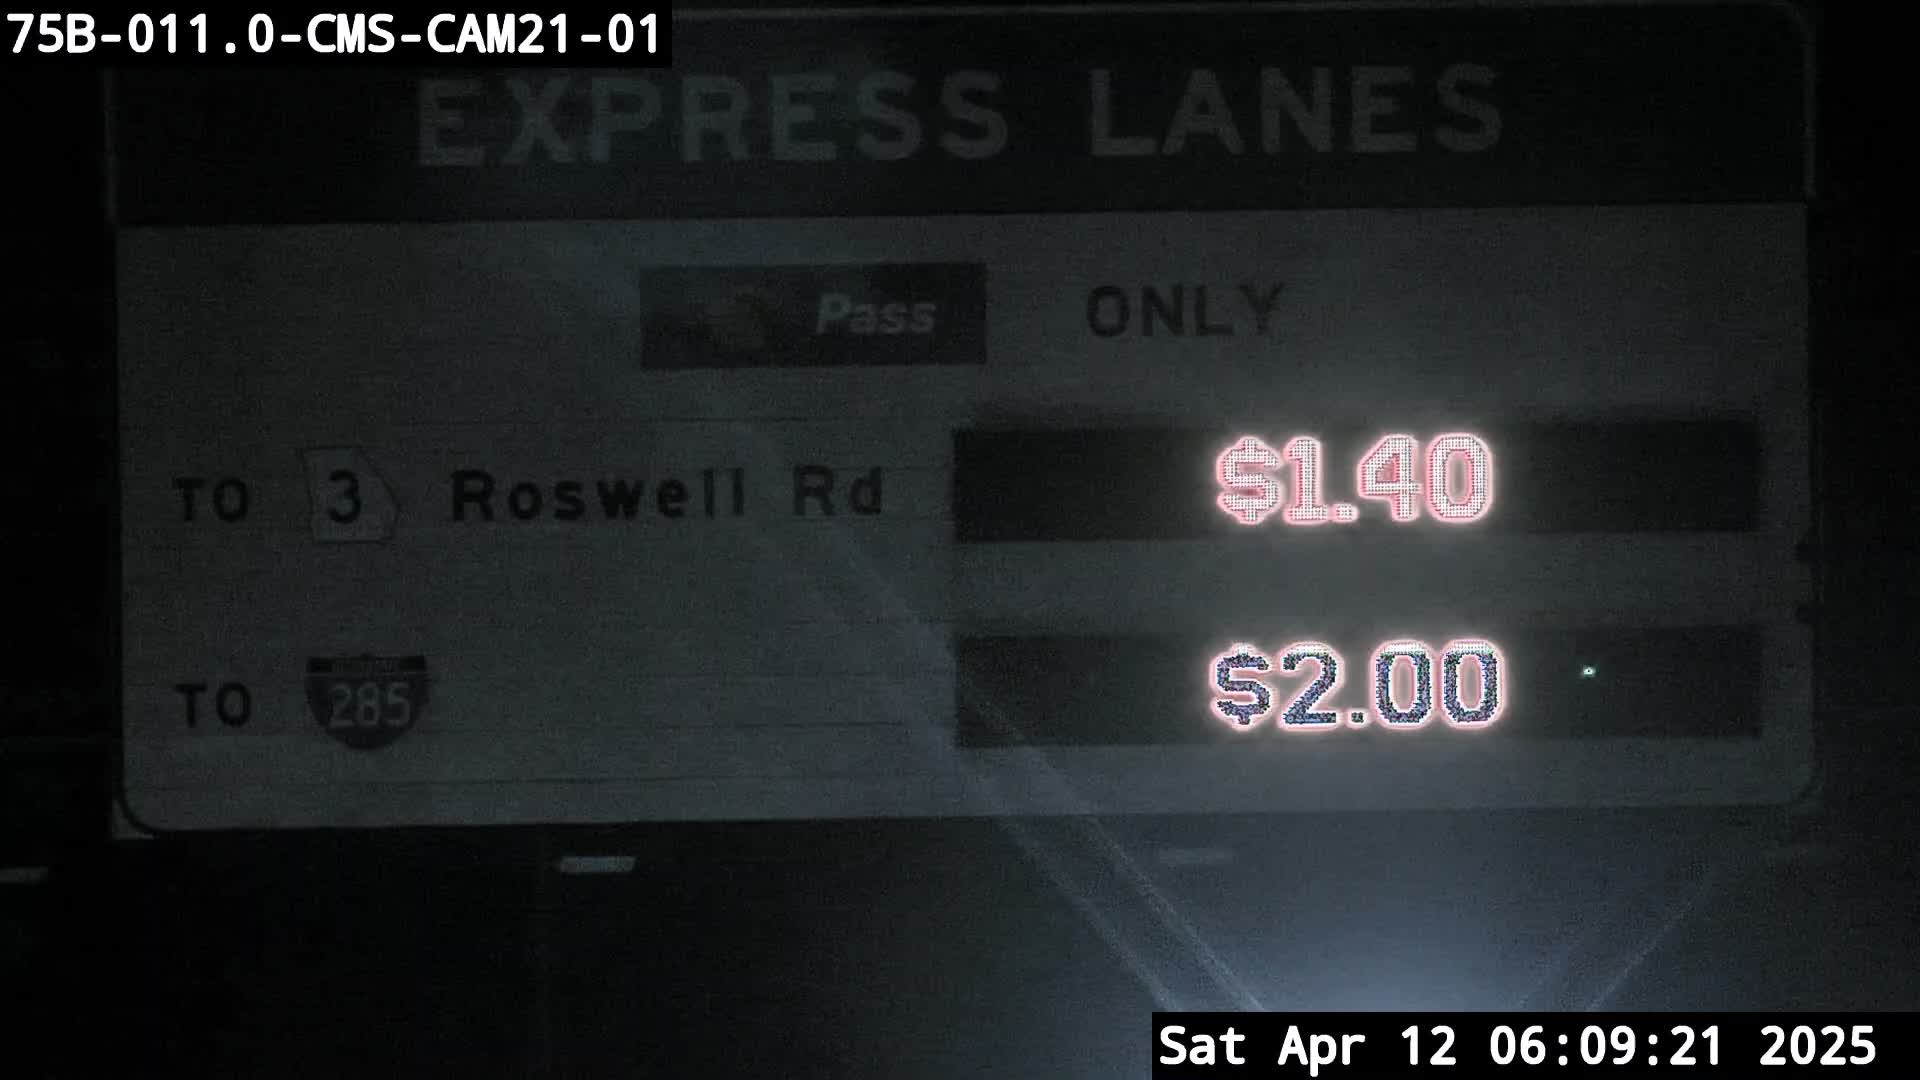 75B-011.0-CMS-CAM21-01
EXPRESS LANES
Pass ONLY
TO 3 Roswell Rd $1.40
TO 285 $2.00
Sat Apr 12 06:09:21 2025